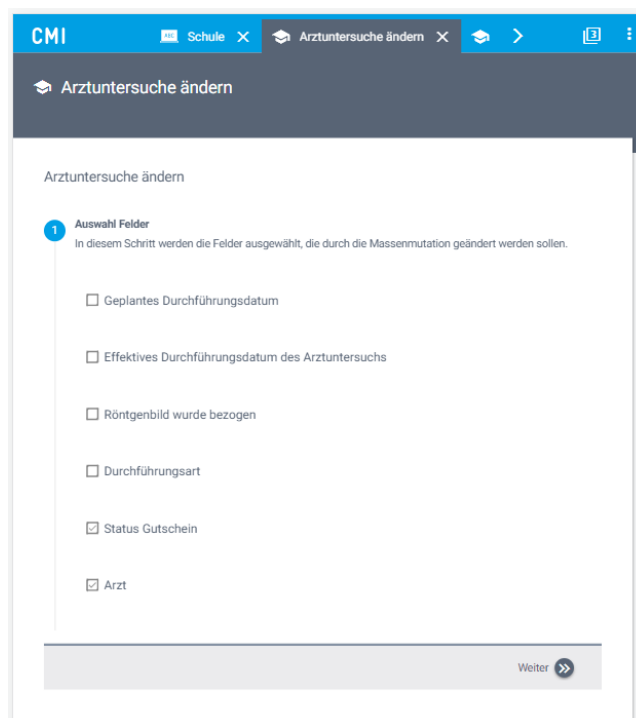 CMI
ABC Schule
Arztuntersuche ändern
3
Arztuntersuche ändern
Arztuntersuche ändern
1 Auswahl Felder
In diesem Schritt werden die Felder ausgewählt, die durch die Massenmutation geändert werden sollen.
Geplantes Durchführungsdatum
Effektives Durchführungsdatum des Arztuntersuchs
Röntgenbild wurde bezogen
Durchführungsart
Status Gutschein
Arzt
Weiter